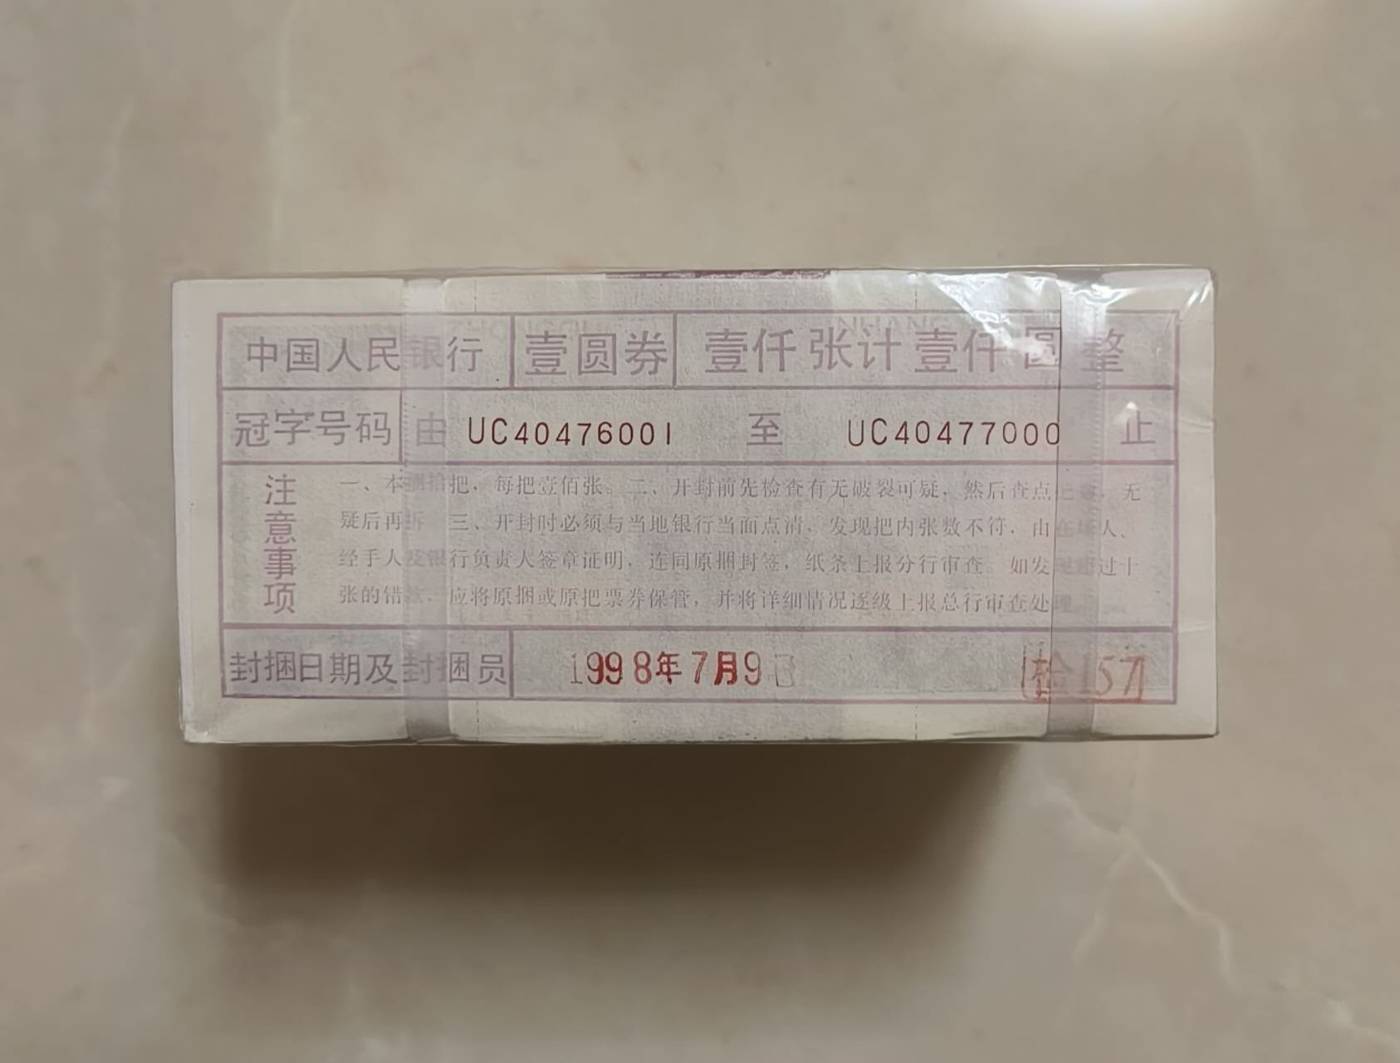 中国人民银行 壹圆券 壹仟张计壹仟圆整
冠字号码 由 UC40476001 至 UC40477000 止
注意事项
一、本捆拾把，每把壹佰张。二、开封前先检查有无破裂可疑，然后查点 无
疑后再拆 三、开封时必须与当地银行当面点清，发现把内张数不符，由 人、
经手人及银行负责人签章证明，连同原捆封签，纸条上报分行审查 如发 过十
张的错 应将原捆或原把票券保管，并将详细情况逐级上报总行审查处理
封捆日期及封捆员 1998年7月9日 检157